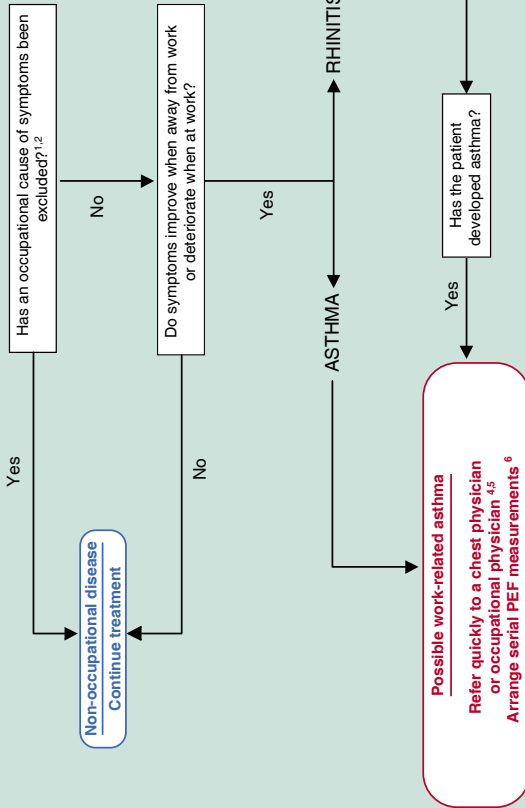 Has an occupational cause of symptoms been
excluded?1,2
Yes
No
Non-occupational disease
Continue treatment
Do symptoms improve when away from work
or deteriorate when at work?
No
Yes
ASTHMA
RHINITIS
Has the patient
developed asthma?
Yes
Possible work-related asthma
Refer quickly to a chest physician
or occupational physician 4,5
Arrange serial PEF measurements 6